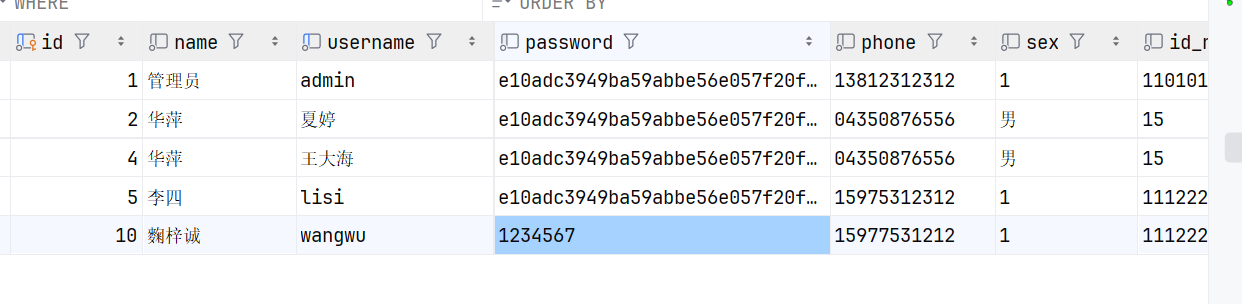 WHERE ORDER BY
id name username password phone sex id_n
1 管理员 admin e10adc3949ba59abbe56e057f20f… 13812312312 1 110101
2 华萍 夏婷 e10adc3949ba59abbe56e057f20f… 04350876556 男 15
4 华萍 王大海 e10adc3949ba59abbe56e057f20f… 04350876556 男 15
5 李四 lisi e10adc3949ba59abbe56e057f20f… 15975312312 1 111222
10 麴梓诚 wangwu 1234567 15977531212 1 111222